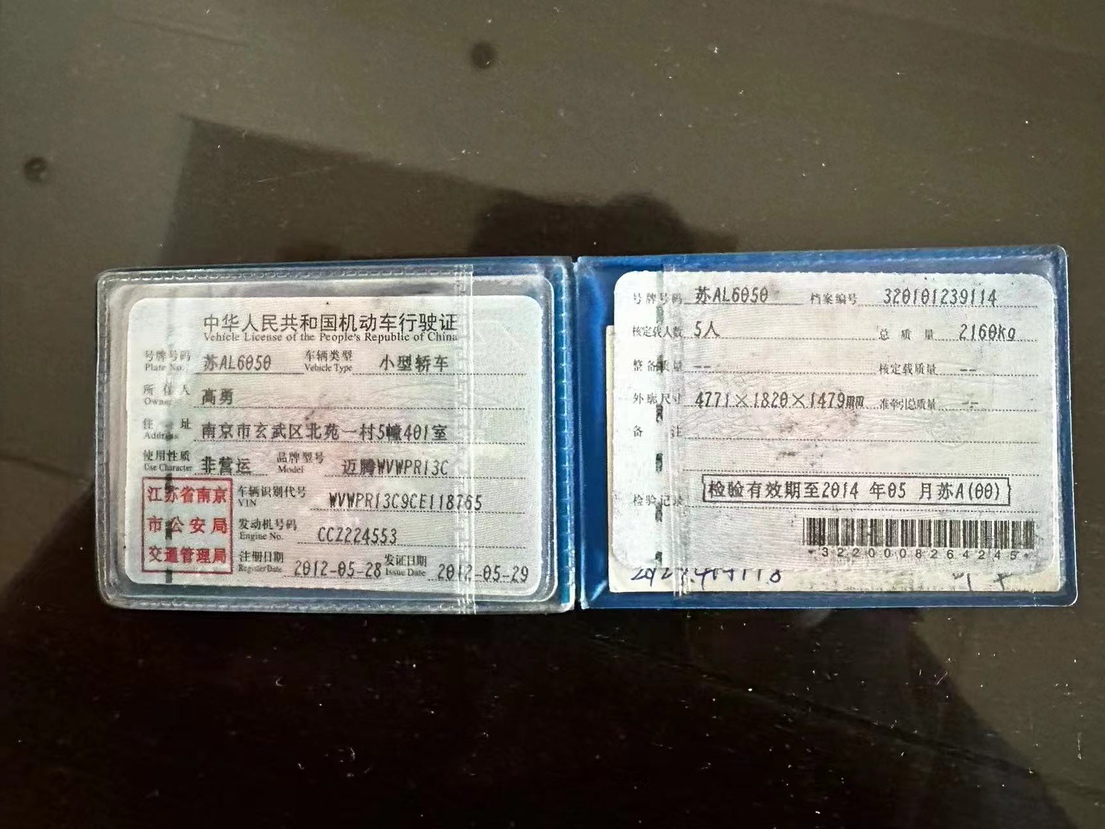 中华人民共和国机动车行驶证
Vehicle License of the People's Republic of China
号牌号码 苏AL6050 车辆类型 小型轿车
Plate No. Vehicle Type
所有人 高勇
Owner
住址 南京市玄武区北苑一村5幢401室
Address
使用性质 非营运 品牌型号 迈腾WVWPR13C
Use Character Model
江苏省南京市公安局交通管理局
车辆识别代号 WVWPR13C9CE118765
VIN
发动机号码 CCZ224553
Engine No.
注册日期 2012-05-28 发证日期 2012-05-29
Register Date Issue Date
号牌号码 苏AL6050 档案编号 320101239114
核定载人数 5人 总质量 2160kg
整备质量 -- 核定载质量 --
外廓尺寸 4771×1820×1479mm 准牵引总质量 --
备注
检验记录 检验有效期至2014 年05 月苏A(00)
*3220008264245*